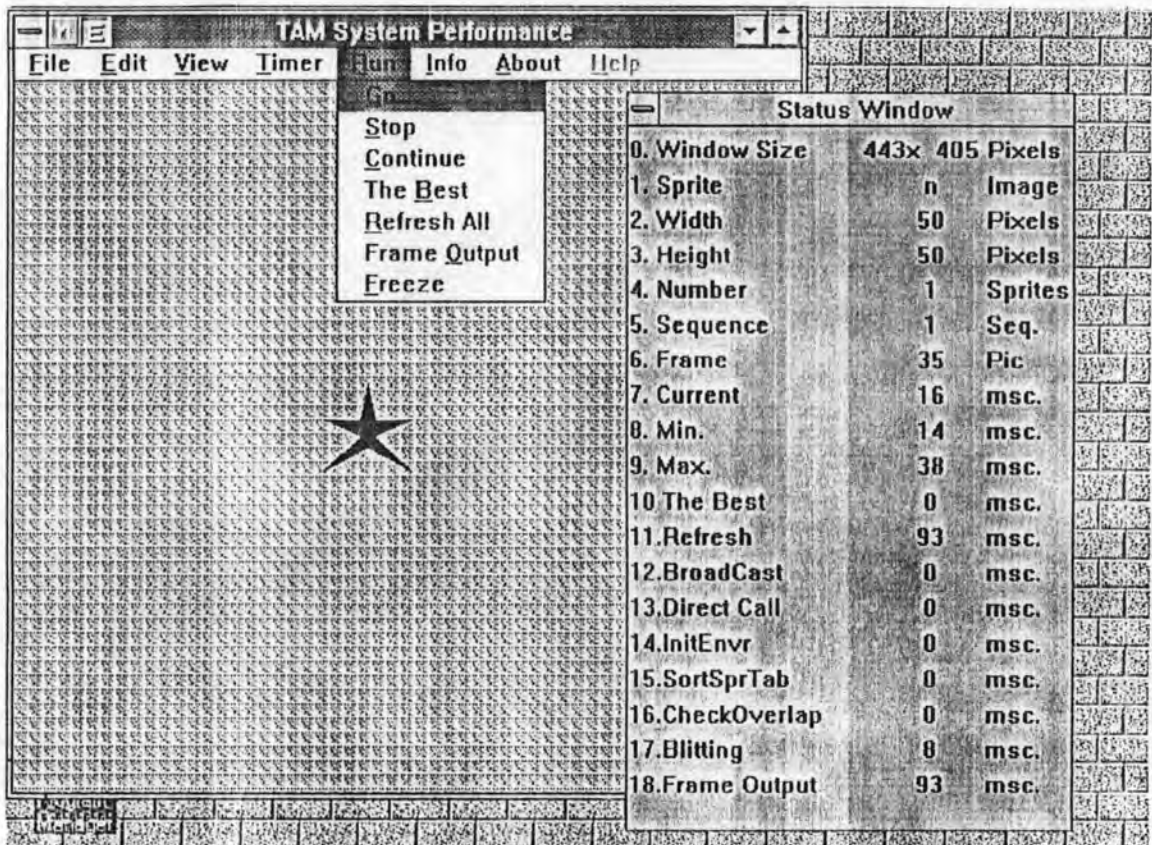 TAM System Performance
File Edit View Timer Run Info About Help
Go
Stop
Continue
The Best
Refresh All
Frame Output
Freeze
Status Window
0. Window Size 443x 405 Pixels
1. Sprite n Image
2. Width 50 Pixels
3. Height 50 Pixels
4. Number 1 Sprites
5. Sequence 1 Seq.
6. Frame 35 Pic
7. Current 16 msc.
8. Min. 14 msc.
9. Max. 38 msc.
10 The Best 0 msc.
11.Refresh 93 msc.
12.BroadCast 0 msc.
13.Direct Call 0 msc.
14.InitEnvr 0 msc.
15.SortSprTab 0 msc.
16.CheckOverlap 0 msc.
17.Blitting 8 msc.
18.Frame Output 93 msc.